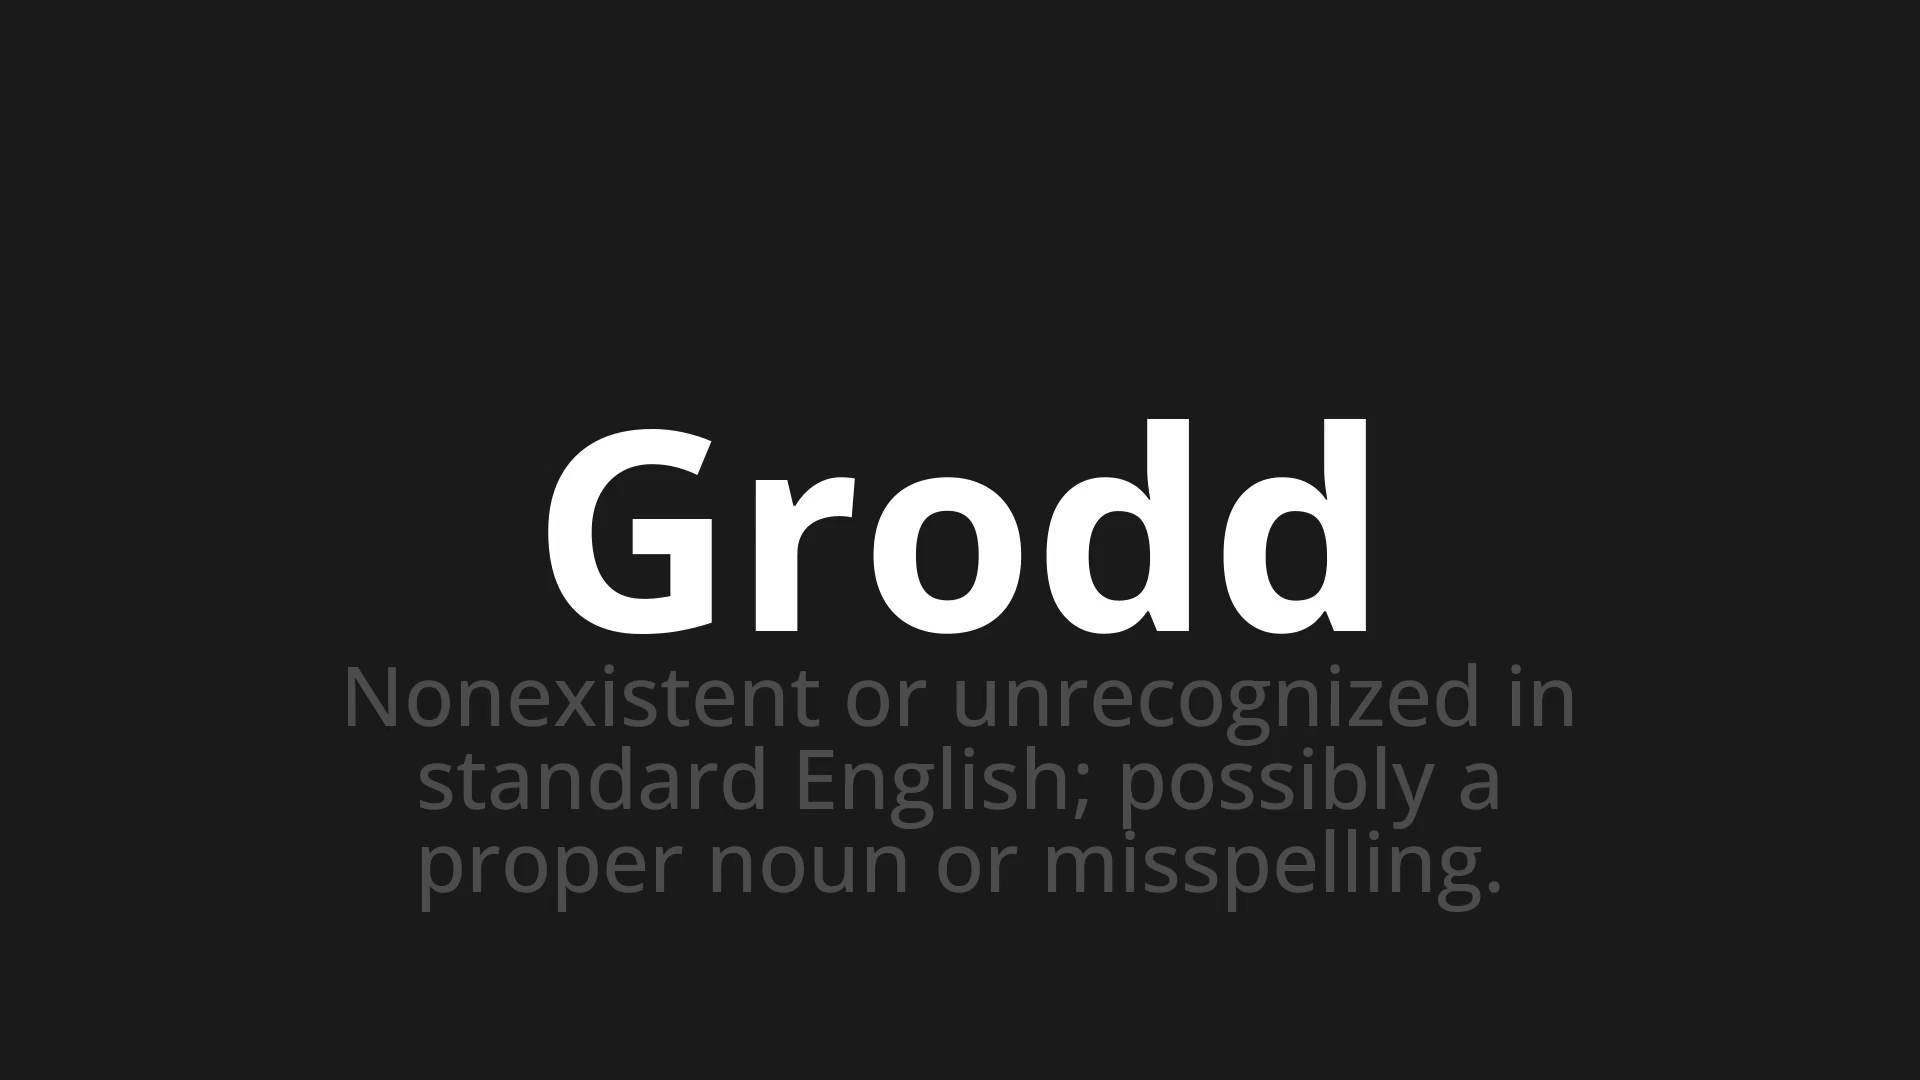 Grodd
Nonexistent or unrecognized in
standard English; possibly a
proper noun or misspelling.